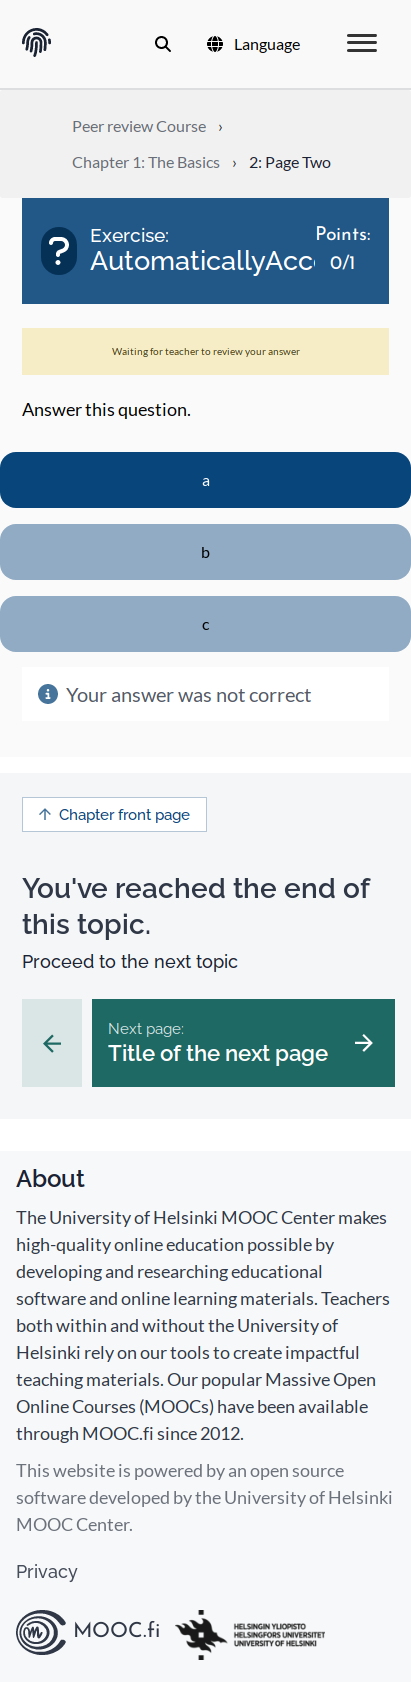 Language
Peer review Course ›
Chapter 1: The Basics › 2: Page Two
Exercise:
Points:
AutomaticallyAcc
0/1
Waiting for teacher to review your answer
Answer this question.
a
b
c
Your answer was not correct
Chapter front page
You've reached the end of
this topic.
Proceed to the next topic
Next page:
Title of the next page
About
The University of Helsinki MOOC Center makes
high-quality online education possible by
developing and researching educational
software and online learning materials. Teachers
both within and without the University of
Helsinki rely on our tools to create impactful
teaching materials. Our popular Massive Open
Online Courses (MOOCs) have been available
through MOOC.fi since 2012.
This website is powered by an open source
software developed by the University of Helsinki
MOOC Center.
Privacy
MOOC.fi
HELSINGIN YLIOPISTO
HELSINGFORS UNIVERSITET
UNIVERSITY OF HELSINKI